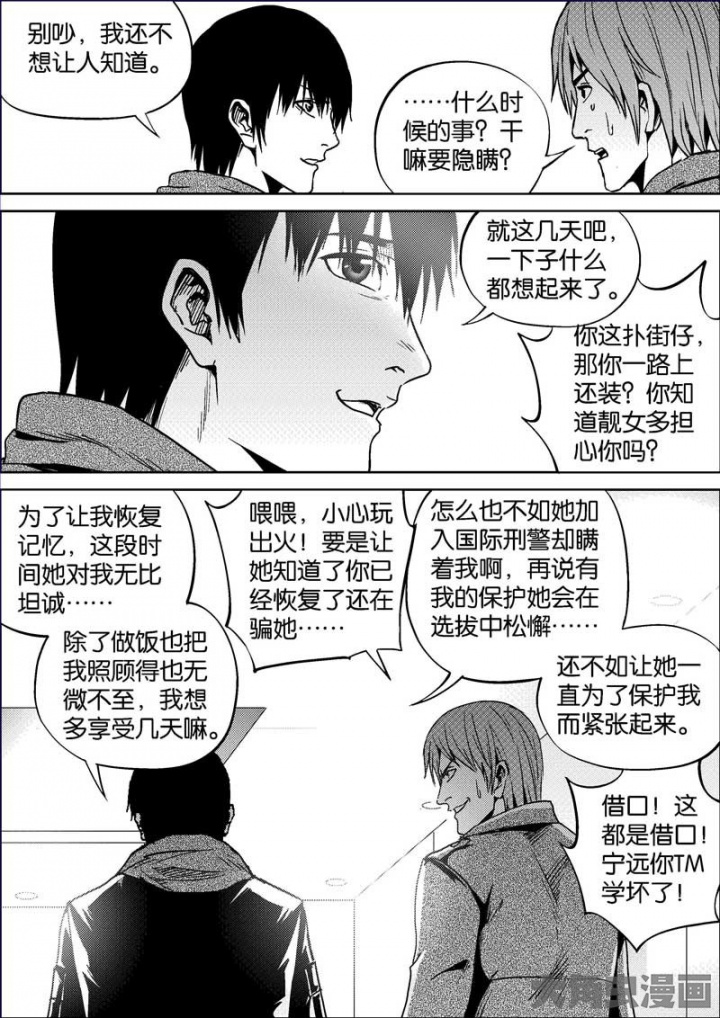 别吵，我还不
想让人知道。
……什么时
候的事？干
嘛要隐瞒？
就这几天吧，
一下子什么
都想起来了。
你这扑街仔，
那你一路上
还装？你知
道靓女多担
心你吗？
为了让我恢复
记忆，这段时
间她对我无比
坦诚……
除了做饭也把
我照顾得也无
微不至，我想
多享受几天嘛。
喂喂，小心玩
出火！要是让
她知道了你已
经恢复了还在
骗她……
怎么也不如她加
入国际刑警却瞒
着我啊，再说有
我的保护她会在
选拔中松懈……
还不如让她一
直为了保护我
而紧张起来。
借口！这
都是借口！
宁远你TM
学坏了！
大角虫漫画